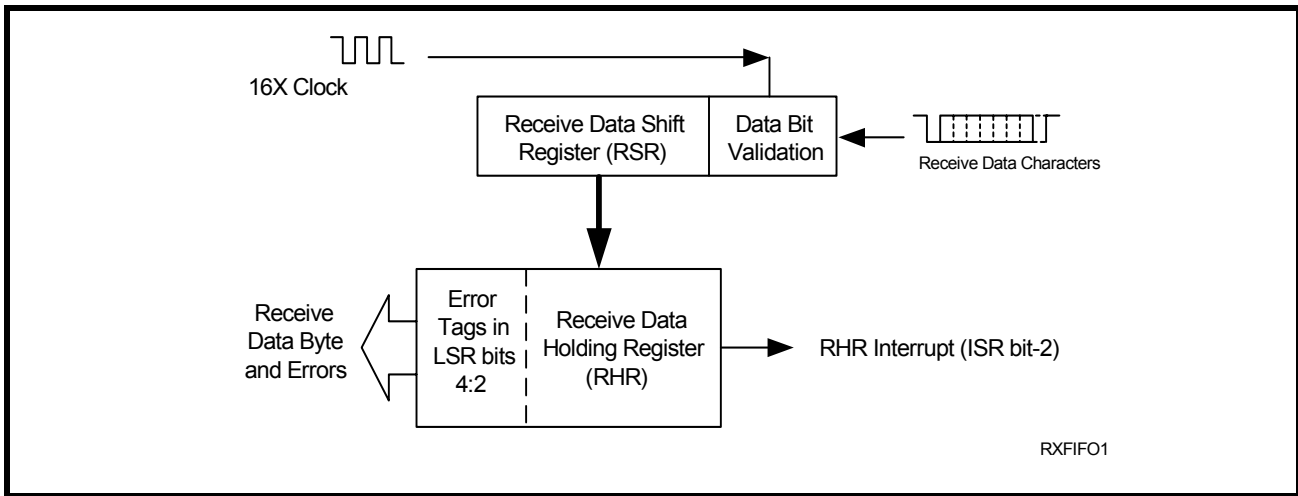 16X Clock
Receive Data Shift
Register (RSR)
Data Bit
Validation
Receive Data Characters
Receive
Data Byte
and Errors
Error
Tags in
LSR bits
4:2
Receive Data
Holding Register
(RHR)
RHR Interrupt (ISR bit-2)
RXFIFO1